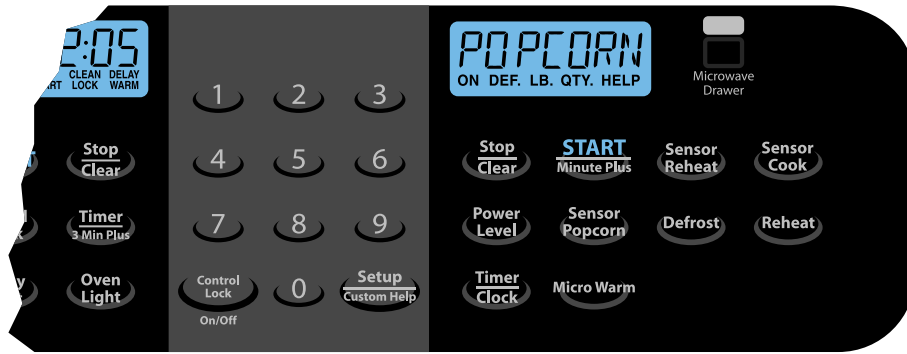 2:05
CLEAN DELAY
LOCK WARM
Stop
Clear
Timer
3 Min Plus
Oven
Light
1 2 3
4 5 6
7 8 9
Control
Lock
On/Off
0
Setup
Custom Help
POPCORN
ON DEF. LB. QTY. HELP
Microwave
Drawer
Stop
Clear
START
Minute Plus
Sensor
Reheat
Sensor
Cook
Power
Level
Sensor
Popcorn
Defrost
Reheat
Timer
Clock
Micro Warm